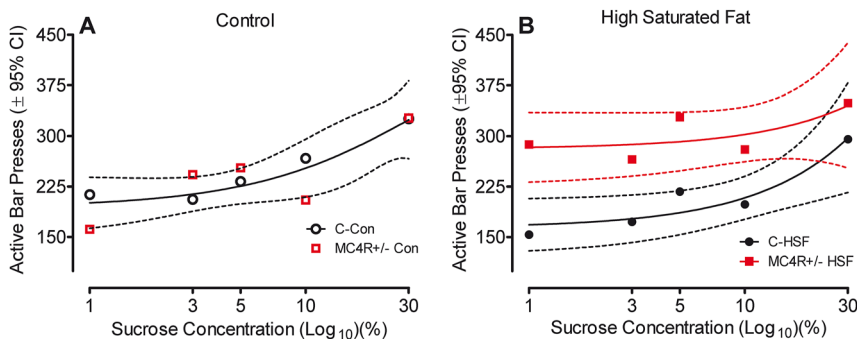 A
Control
Active Bar Presses (± 95% CI)
450
375
300
225
150
C-Con
MC4R+/- Con
1
3
5
10
30
Sucrose Concentration (Log10)(%)
B
High Saturated Fat
Active Bar Presses (±95% CI)
450
375
300
225
150
C-HSF
MC4R+/- HSF
1
3
5
10
30
Sucrose Concentration (Log10)(%)